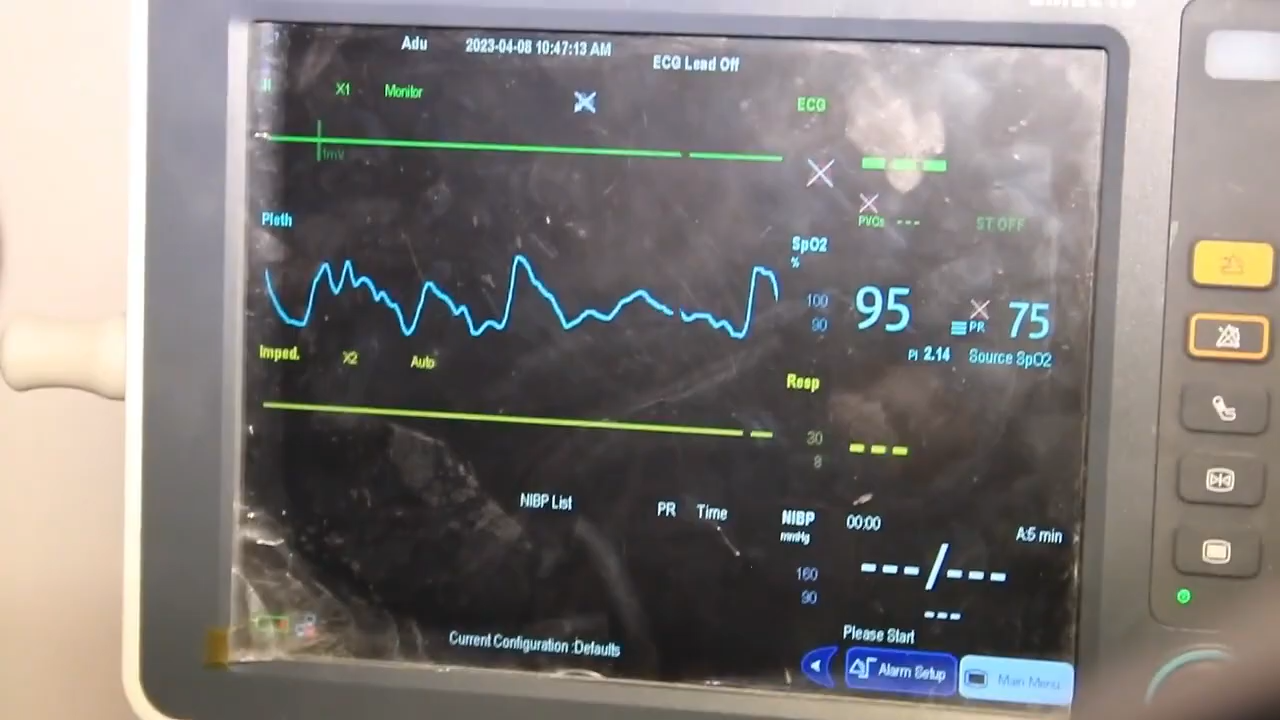 Adu 2023-04-08 10:47:13 AM
ECG Lead Off
II X1 Monitor
ECG
1mV
PVCs ---
ST OFF
Pleth
SpO2
%
100
90
95
PR 75
PI 2.14 Source SpO2
Imped. X2 Auto
Resp
30
8
---
NIBP List PR Time
NIBP 00:00
mmHg
A:5 min
160
90
---/---
---
Please Start
Current Configuration :Defaults
Alarm Setup
Main Menu